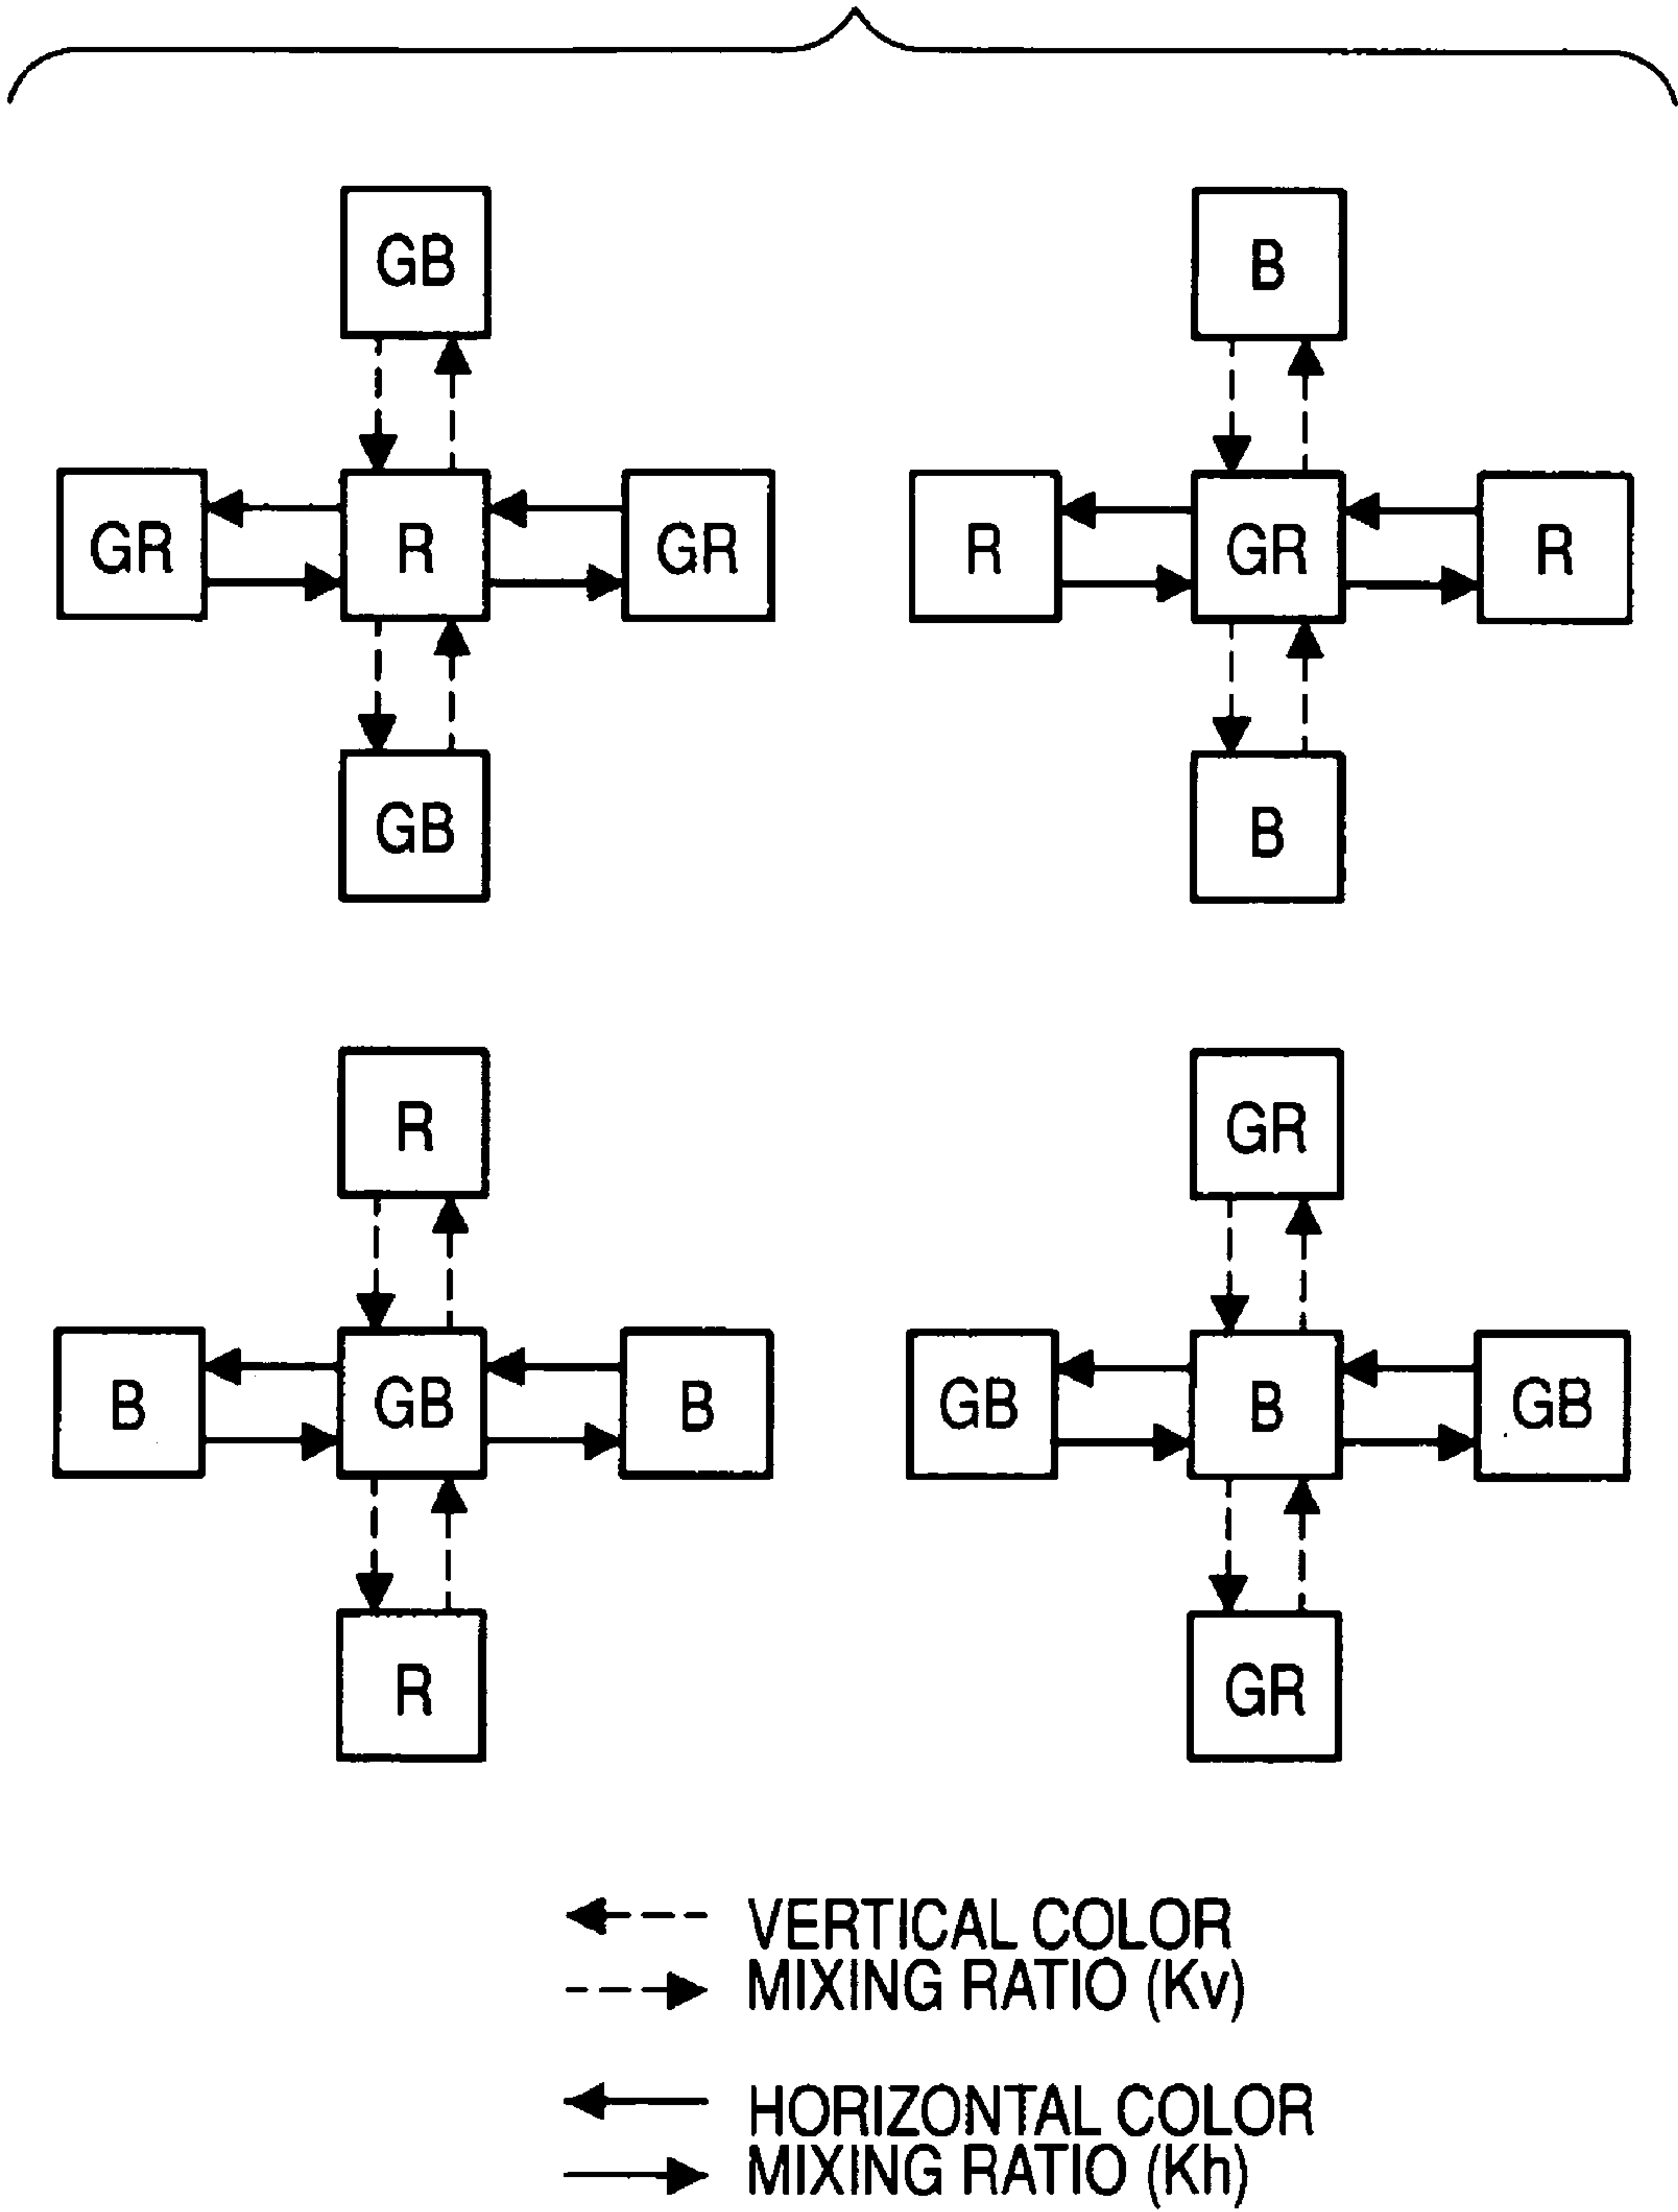 GB
B
GR R GR
R GR R
GB
B
R
GR
B GB B
GB B GB
R
GR
VERTICAL COLOR
MIXING RATIO (Kv)
HORIZONTAL COLOR
MIXING RATIO (Kh)